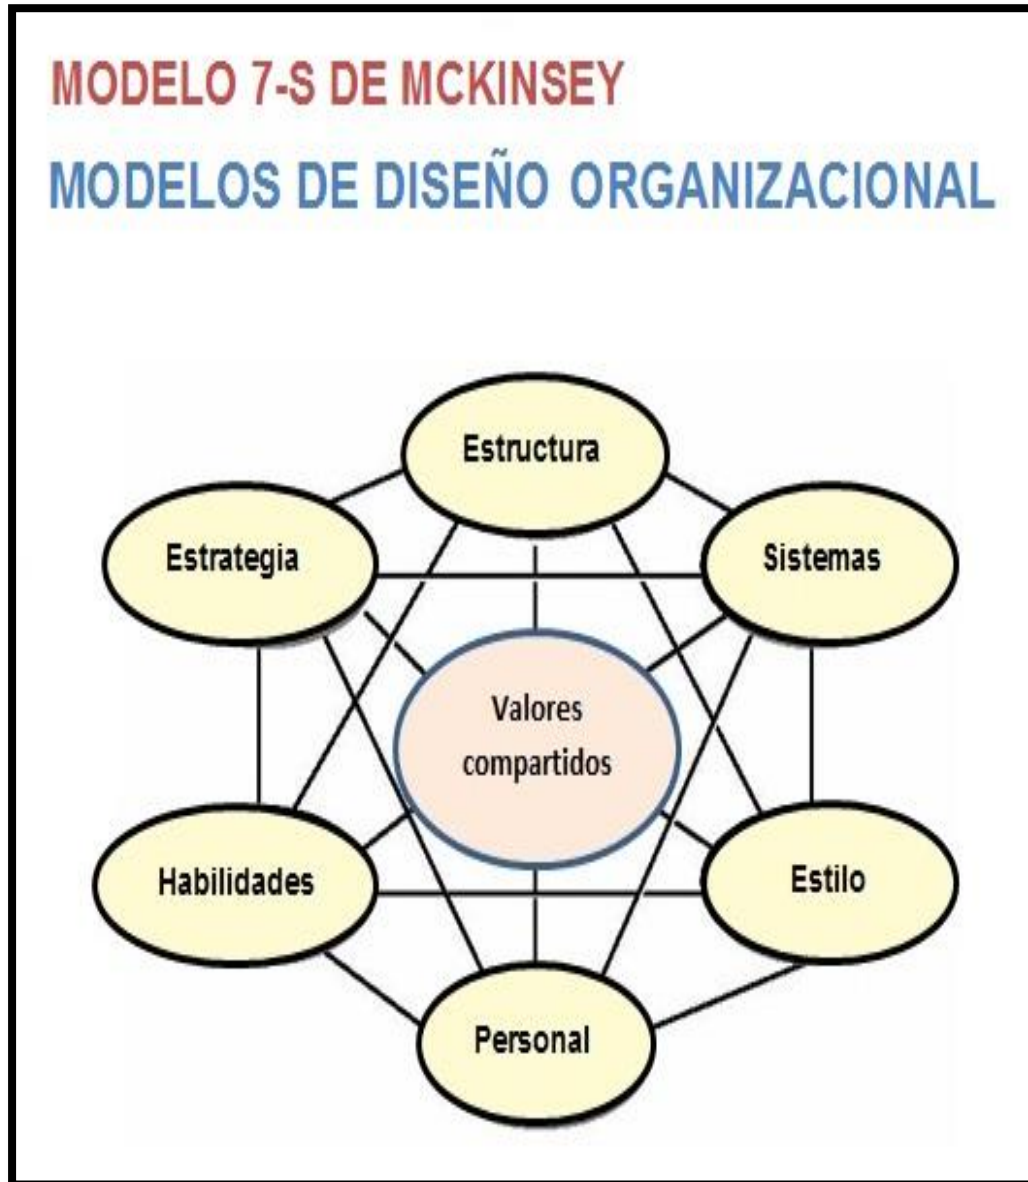 MODELO 7-S DE MCKINSEY
MODELOS DE DISEÑO ORGANIZACIONAL
Estructura
Estrategia
Sistemas
Valores
compartidos
Habilidades
Estilo
Personal